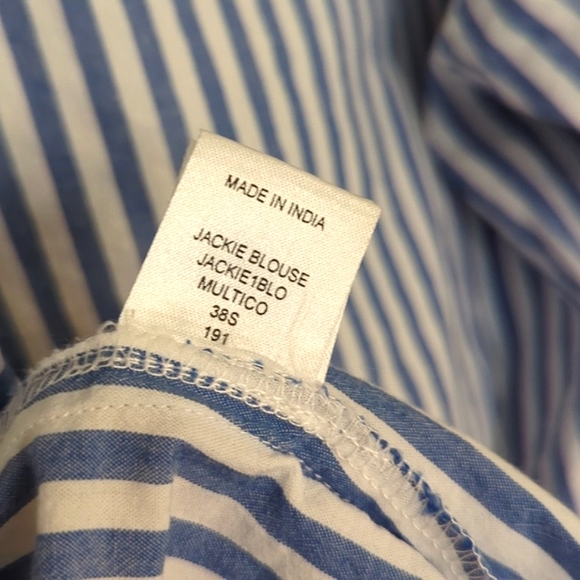 MADE IN INDIA
JACKIE BLOUSE
JACKIE1BLO
MULTICO
38S
191